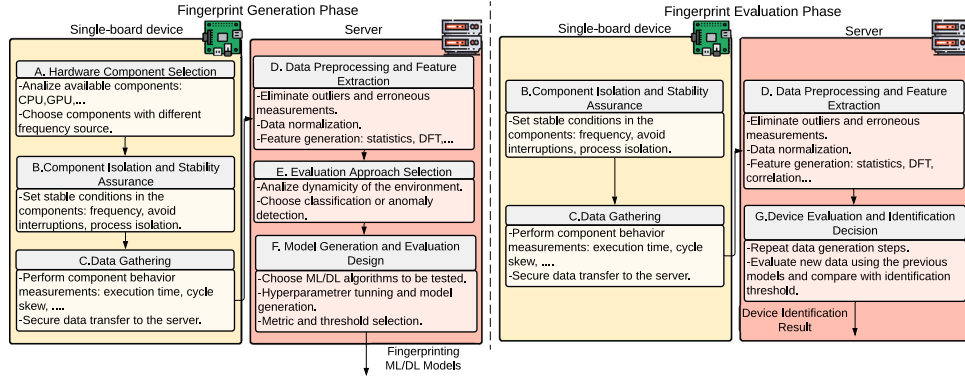 Fingerprint Generation Phase
Single-board device
Server
A. Hardware Component Selection
-Analize available components:
CPU,GPU,...
-Choose components with different
frequency source.
B.Component Isolation and Stability
Assurance
-Set stable conditions in the
components: frequency, avoid
interruptions, process isolation.
C.Data Gathering
-Perform component behavior
measurements: execution time, cycle
skew, ....
-Secure data transfer to the server.
D. Data Preprocessing and Feature
Extraction
-Eliminate outliers and erroneous
measurements.
-Data normalization.
-Feature generation: statistics, DFT,...
E. Evaluation Approach Selection
-Analize dynamicity of the environment.
-Choose classification or anomaly
detection.
F. Model Generation and Evaluation
Design
-Choose ML/DL algorithms to be tested.
-Hyperparametrer tunning and model
generation.
-Metric and threshold selection.
Fingerprinting
ML/DL Models
Fingerprint Evaluation Phase
Single-board device
Server
B.Component Isolation and Stability
Assurance
-Set stable conditions in the
components: frequency, avoid
interruptions, process isolation.
C.Data Gathering
-Perform component behavior
measurements: execution time, cycle
skew, ....
-Secure data transfer to the server.
D. Data Preprocessing and Feature
Extraction
-Eliminate outliers and erroneous
measurements.
-Data normalization.
-Feature generation: statistics, DFT,
correlation...
G.Device Evaluation and Identification
Decision
-Repeat data generation steps.
-Evaluate new data using the previous
models and compare with identification
threshold.
Device Identification
Result